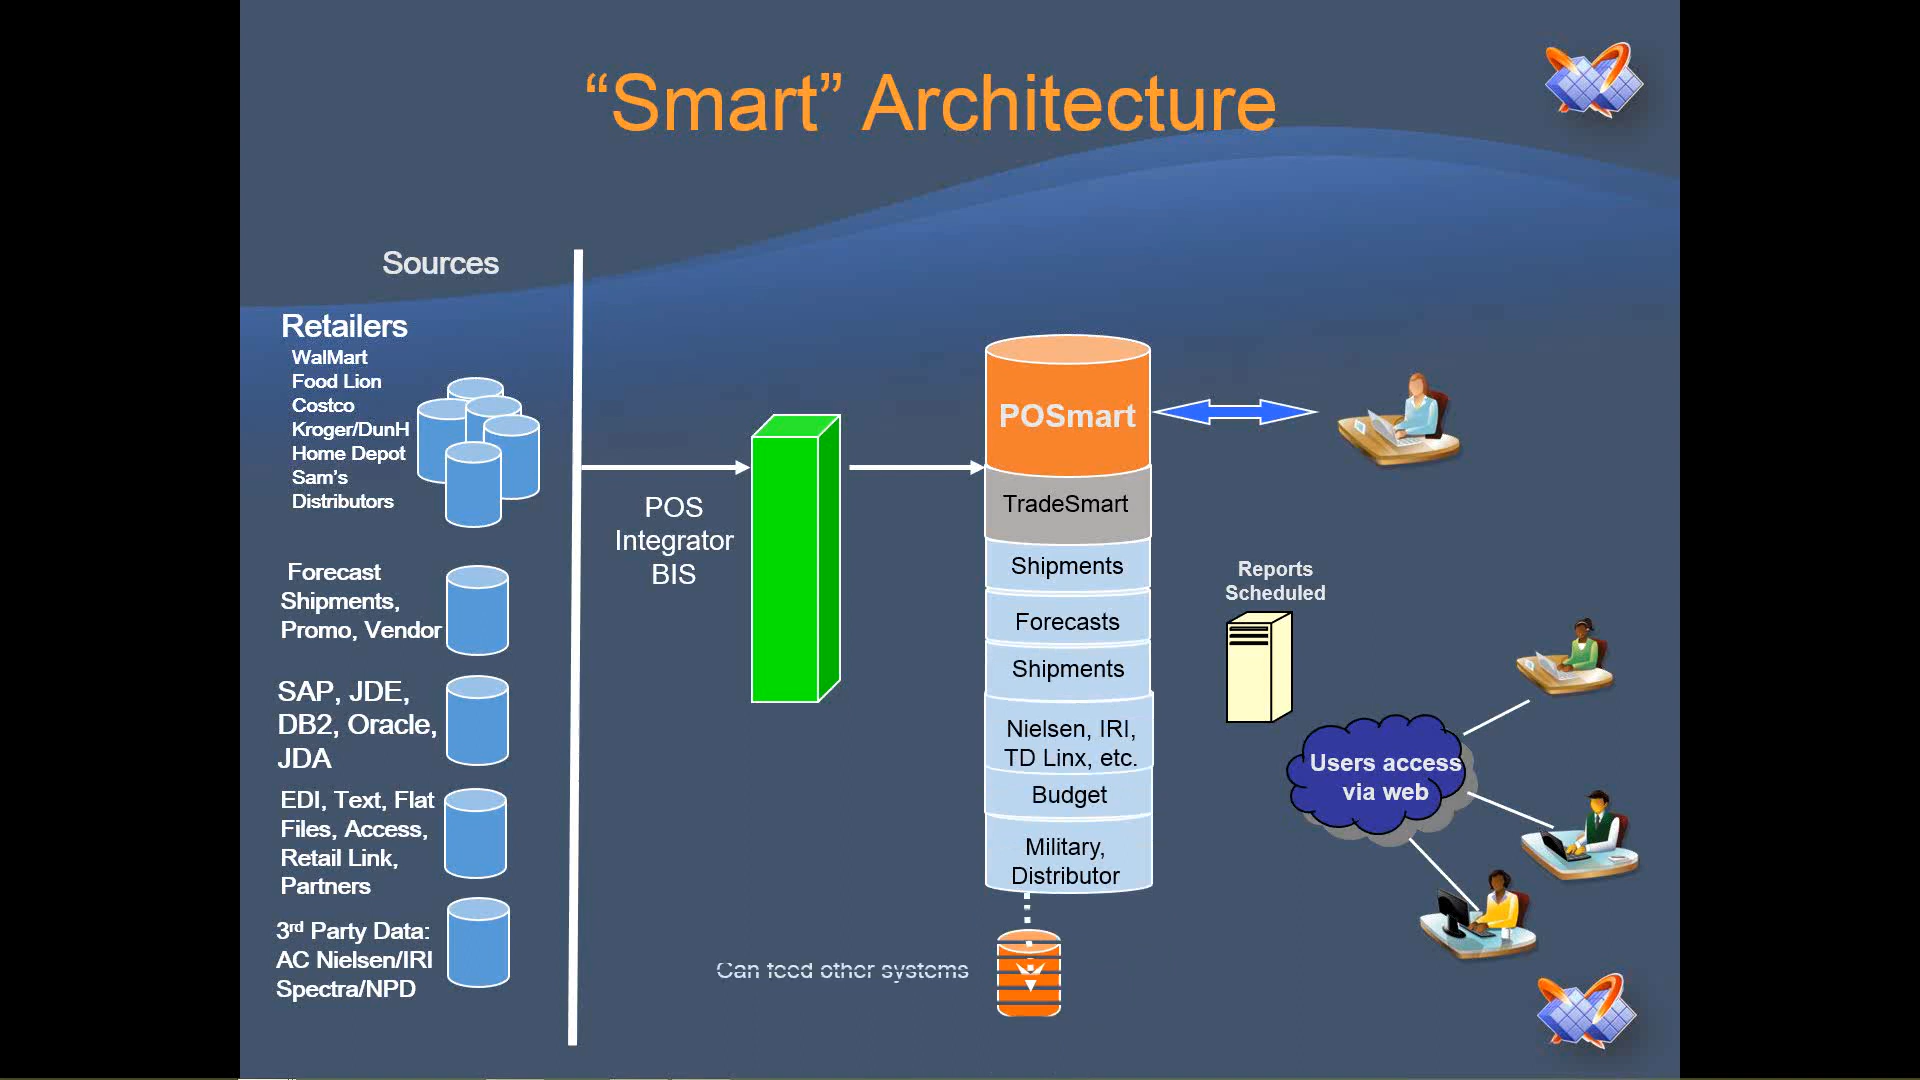 “Smart” Architecture
Sources
Retailers
WalMart
Food Lion
Costco
Kroger/DunH
Home Depot
Sam’s
Distributors
Forecast
Shipments,
Promo, Vendor
SAP, JDE,
DB2, Oracle,
JDA
EDI, Text, Flat
Files, Access,
Retail Link,
Partners
3rd Party Data:
AC Nielsen/IRI
Spectra/NPD
POS
Integrator
BIS
POSmart
TradeSmart
Shipments
Forecasts
Shipments
Nielsen, IRI,
TD Linx, etc.
Budget
Military,
Distributor
Can feed other systems
Reports
Scheduled
Users access
via web